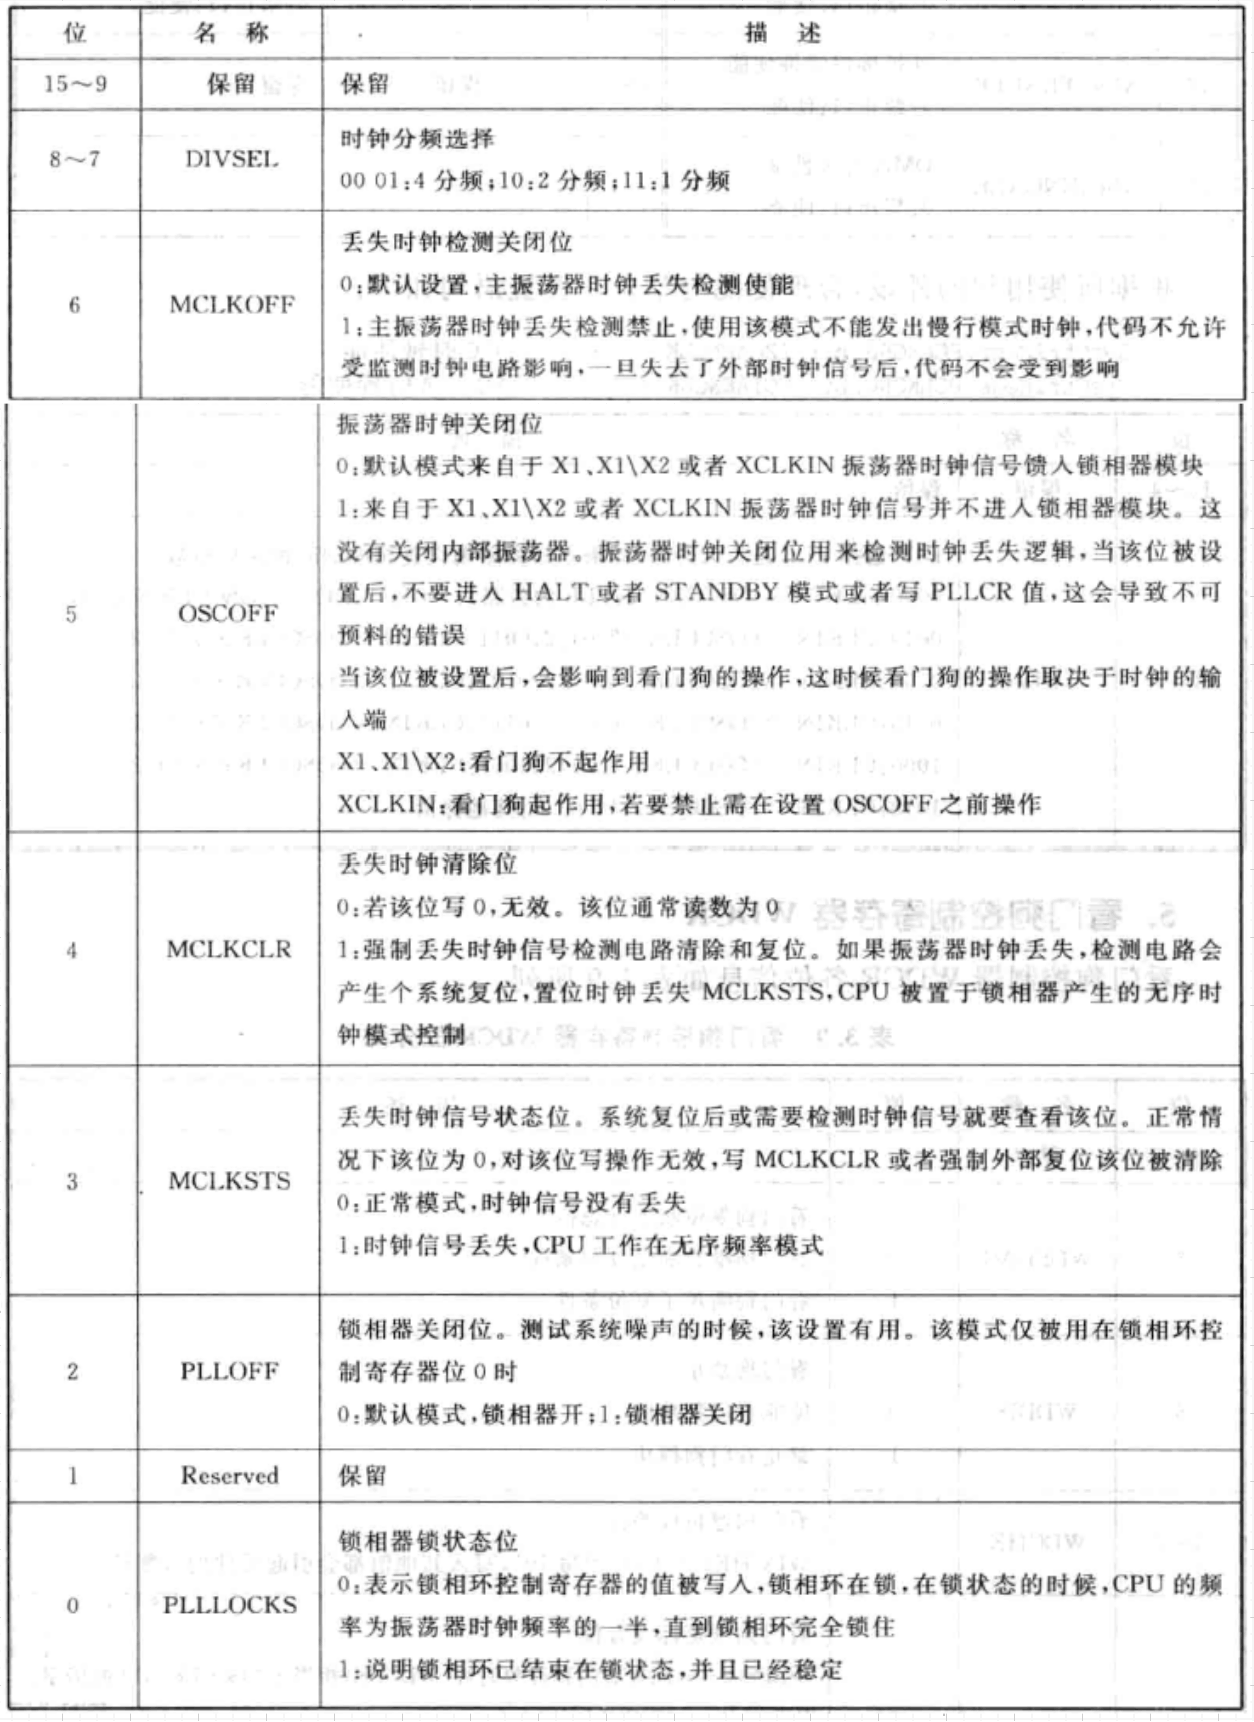 位 名 称 描 述
15～9 保留 保留
8～7 DIVSEL 时钟分频选择
00 01:4 分频;10:2 分频;11:1 分频
6 MCLKOFF 丢失时钟检测关闭位
0:默认设置,主振荡器时钟丢失检测使能
1:主振荡器时钟丢失检测禁止,使用该模式不能发出慢行模式时钟,代码不允许
受监测时钟电路影响,一旦失去了外部时钟信号后,代码不会受到影响
5 OSCOFF 振荡器时钟关闭位
0:默认模式来自于 X1、X1\X2 或者 XCLKIN 振荡器时钟信号馈入锁相器模块
1:来自于 X1、X1\X2 或者 XCLKIN 振荡器时钟信号并不进入锁相器模块。这
没有关闭内部振荡器。振荡器时钟关闭位用来检测时钟丢失逻辑,当该位被设
置后,不要进入 HALT 或者 STANDBY 模式或者写 PLLCR 值,这会导致不可
预料的错误
当该位被设置后,会影响到看门狗的操作,这时候看门狗的操作取决于时钟的输
入端
X1、X1\X2:看门狗不起作用
XCLKIN:看门狗起作用,若要禁止需在设置 OSCOFF 之前操作
4 MCLKCLR 丢失时钟清除位
0:若该位写 0,无效。该位通常读数为 0
1:强制丢失时钟信号检测电路清除和复位。如果振荡器时钟丢失,检测电路会
产生个系统复位,置位时钟丢失 MCLKSTS,CPU 被置于锁相器产生的无序时
钟模式控制
3 MCLKSTS 丢失时钟信号状态位。系统复位后或需要检测时钟信号就要查看该位。正常情
况下该位为 0,对该位写操作无效,写 MCLKCLR 或者强制外部复位该位被清除
0:正常模式,时钟信号没有丢失
1:时钟信号丢失,CPU 工作在无序频率模式
2 PLLOFF 锁相器关闭位。测试系统噪声的时候,该设置有用。该模式仅被用在锁相环控
制寄存器位 0 时
0:默认模式,锁相器开;1:锁相器关闭
1 Reserved 保留
0 PLLLOCKS 锁相器锁状态位
0:表示锁相环控制寄存器的值被写入,锁相环在锁,在锁状态的时候,CPU 的频
率为振荡器时钟频率的一半,直到锁相环完全锁住
1:说明锁相环已结束在锁状态,并且已经稳定